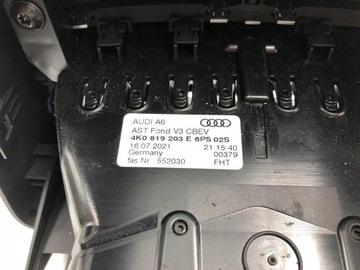 AUDI A6
AST Fond V3 CBEV
4K0 819 203 E 6PS 02S
16.07.2021 21:15:40
Germany 00379
fas Nr. 552030 FHT